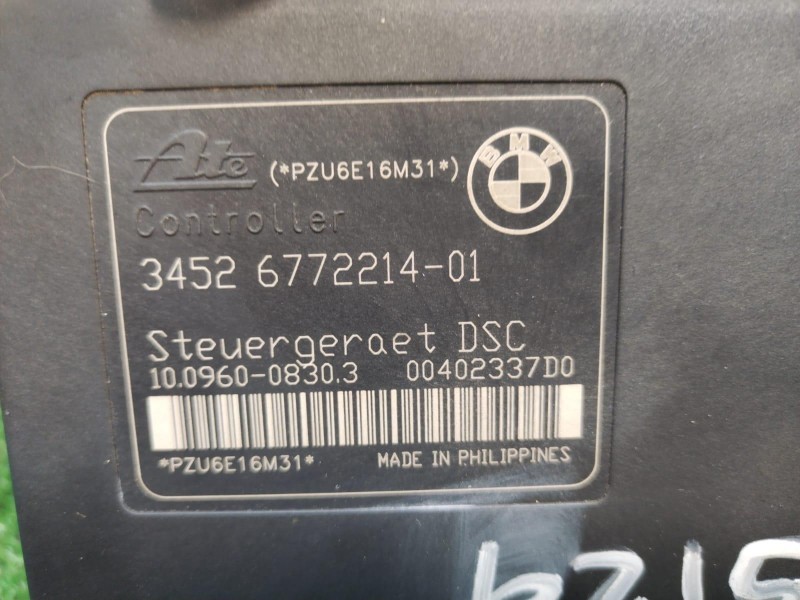 Ate (*PZU6E16M31*)
BMW
Controller
3452 6772214-01
Steuergeraet DSC
10.0960-0830.3 00402337D0
*PZU6E16M31*
MADE IN PHILIPPINES